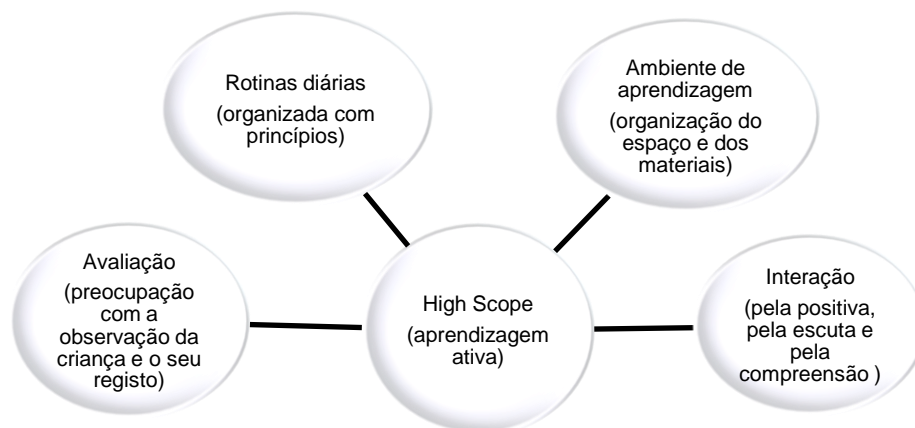 Rotinas diárias
(organizada com
princípios)
Ambiente de
aprendizagem
(organização do
espaço e dos
materiais)
Avaliação
(preocupação
com a
observação da
criança e o seu
registo)
High Scope
(aprendizagem
ativa)
Interação
(pela positiva,
pela escuta e
pela
compreensão )